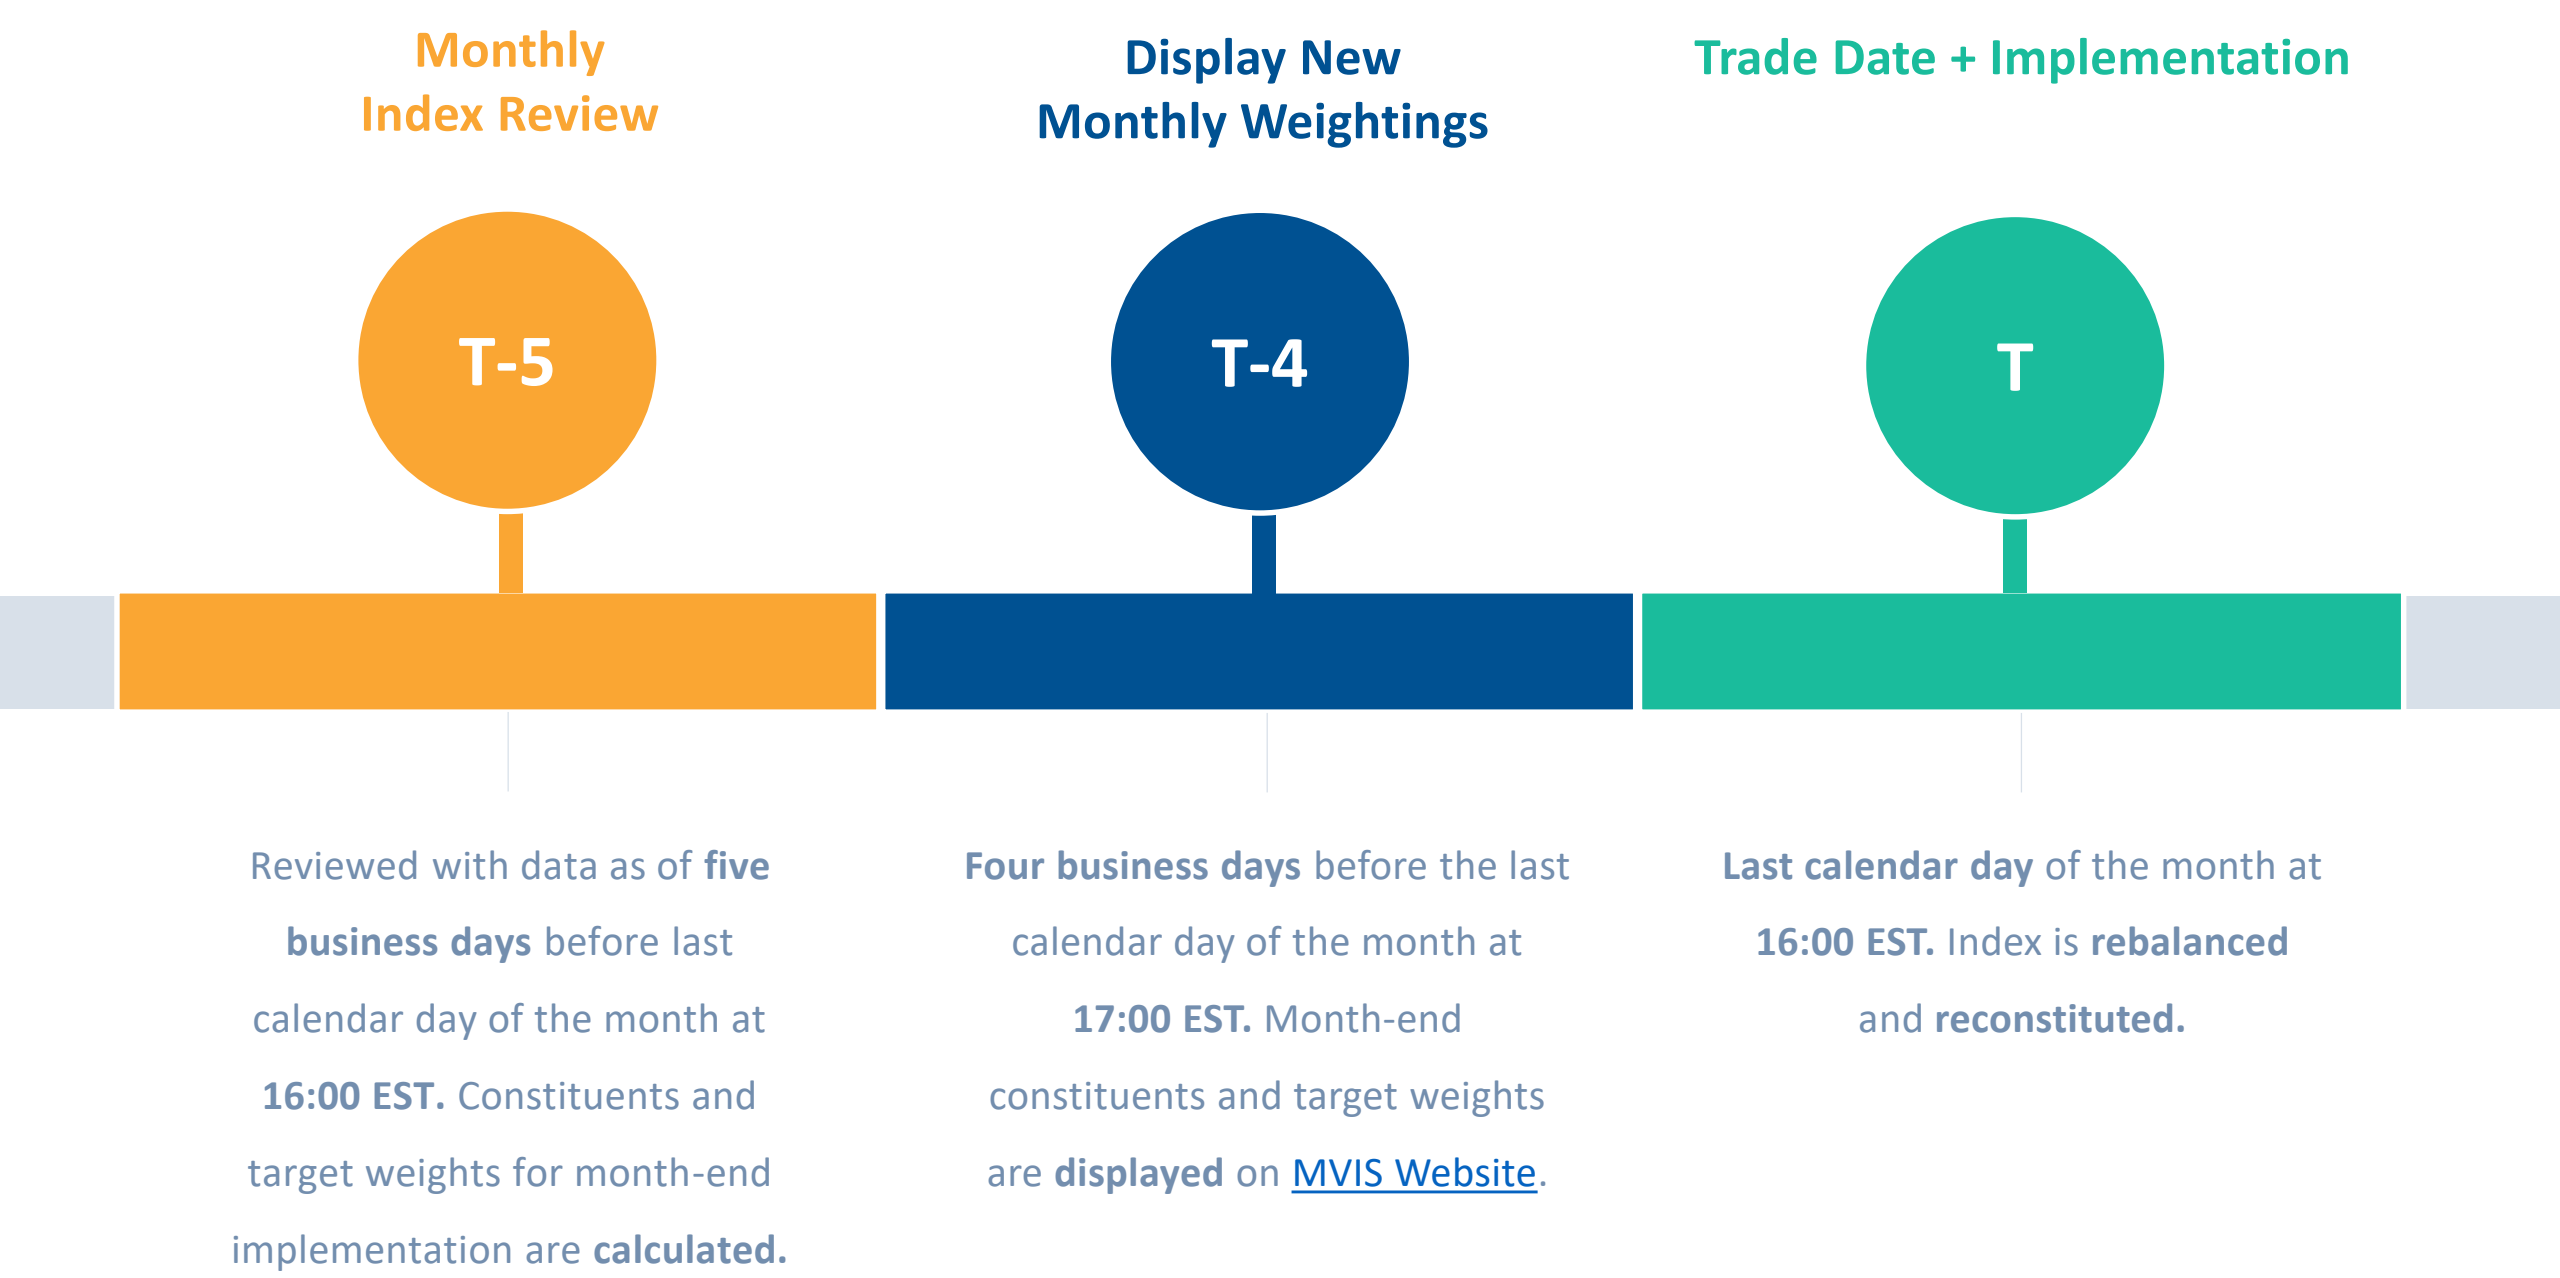 Monthly
Index Review
Display New
Monthly Weightings
Trade Date + Implementation
T-5
T-4
T
Reviewed with data as of five
business days before last
calendar day of the month at
16:00 EST. Constituents and
target weights for month-end
implementation are calculated.
Four business days before the last
calendar day of the month at
17:00 EST. Month-end
constituents and target weights
are displayed on MVIS Website.
Last calendar day of the month at
16:00 EST. Index is rebalanced
and reconstituted.